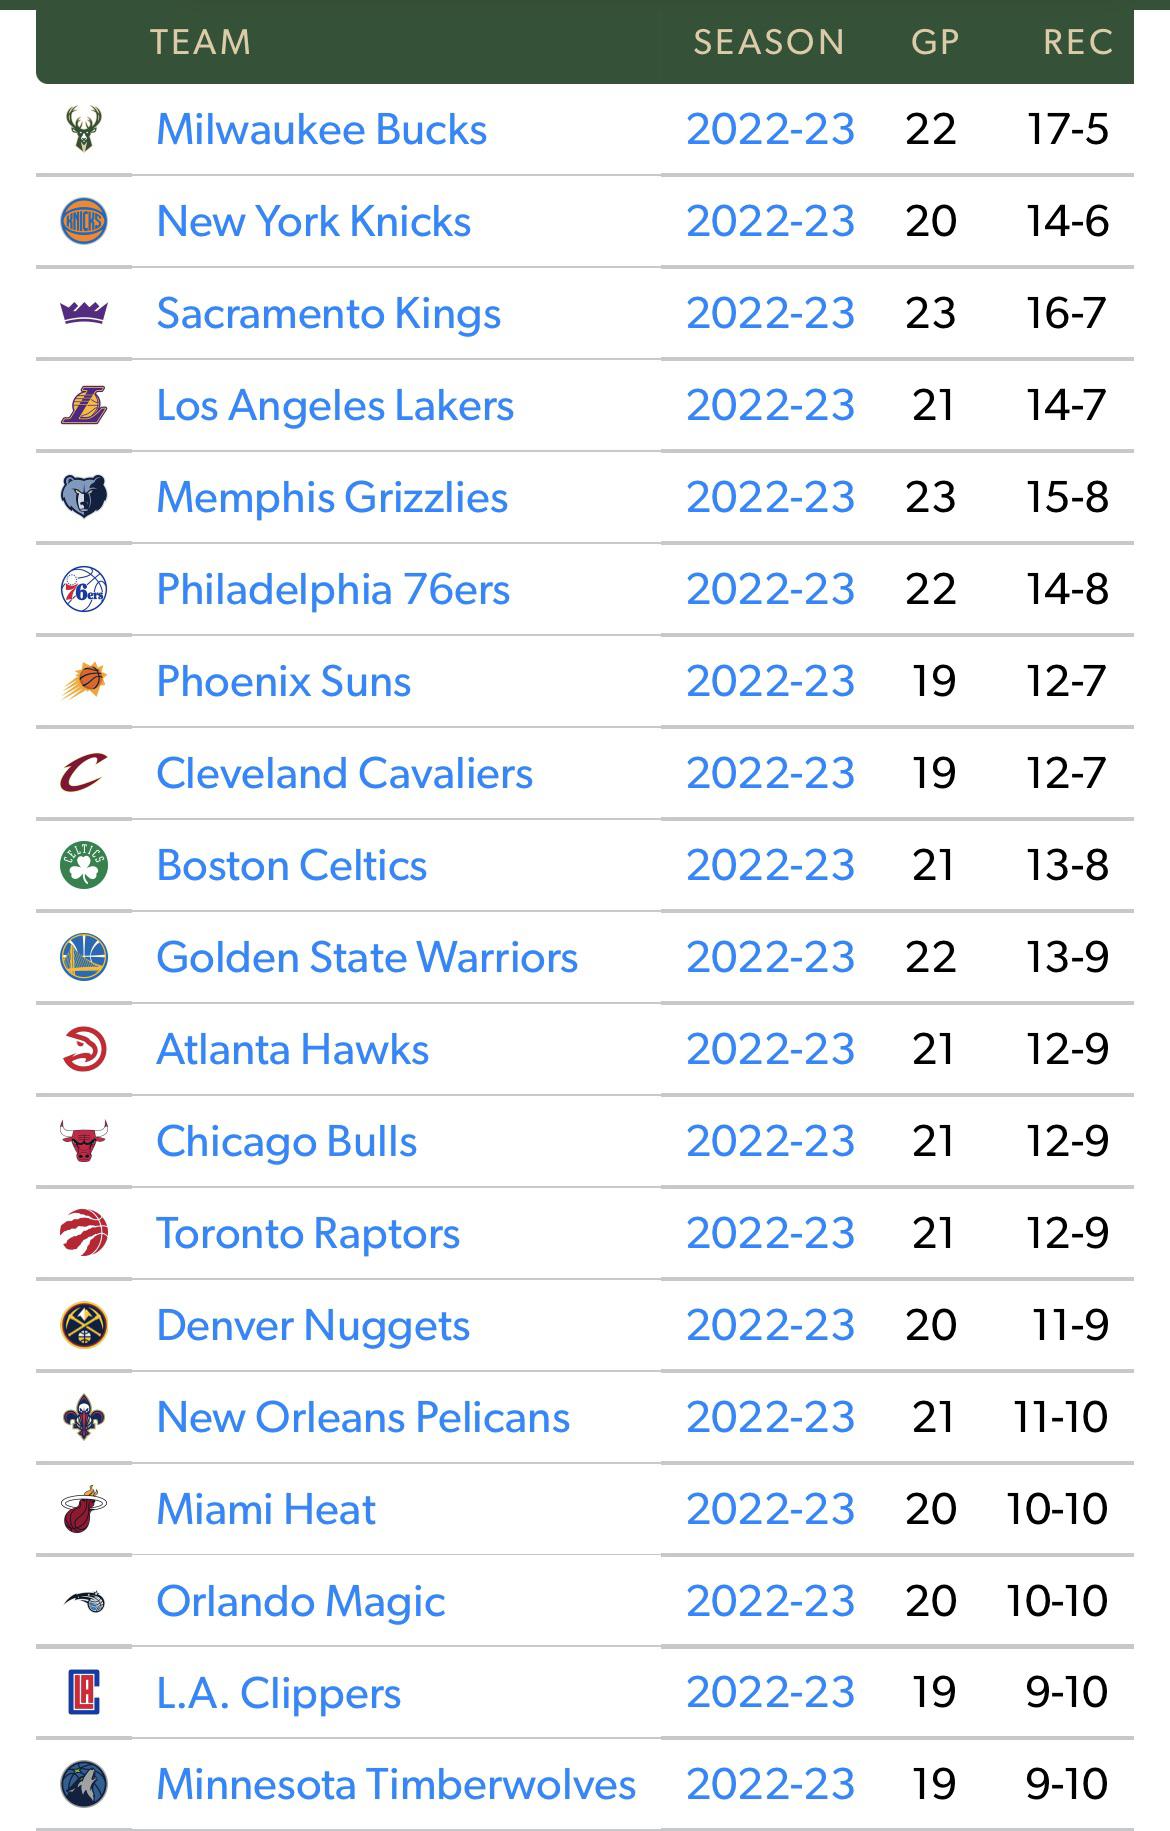 TEAM SEASON GP REC
Milwaukee Bucks 2022-23 22 17-5
KNICKS New York Knicks 2022-23 20 14-6
Sacramento Kings 2022-23 23 16-7
L Los Angeles Lakers 2022-23 21 14-7
Memphis Grizzlies 2022-23 23 15-8
76ers Philadelphia 76ers 2022-23 22 14-8
Phoenix Suns 2022-23 19 12-7
C Cleveland Cavaliers 2022-23 19 12-7
CELTICS Boston Celtics 2022-23 21 13-8
Golden State Warriors 2022-23 22 13-9
Atlanta Hawks 2022-23 21 12-9
Chicago Bulls 2022-23 21 12-9
Toronto Raptors 2022-23 21 12-9
Denver Nuggets 2022-23 20 11-9
New Orleans Pelicans 2022-23 21 11-10
Miami Heat 2022-23 20 10-10
Orlando Magic 2022-23 20 10-10
LA L.A. Clippers 2022-23 19 9-10
Minnesota Timberwolves 2022-23 19 9-10